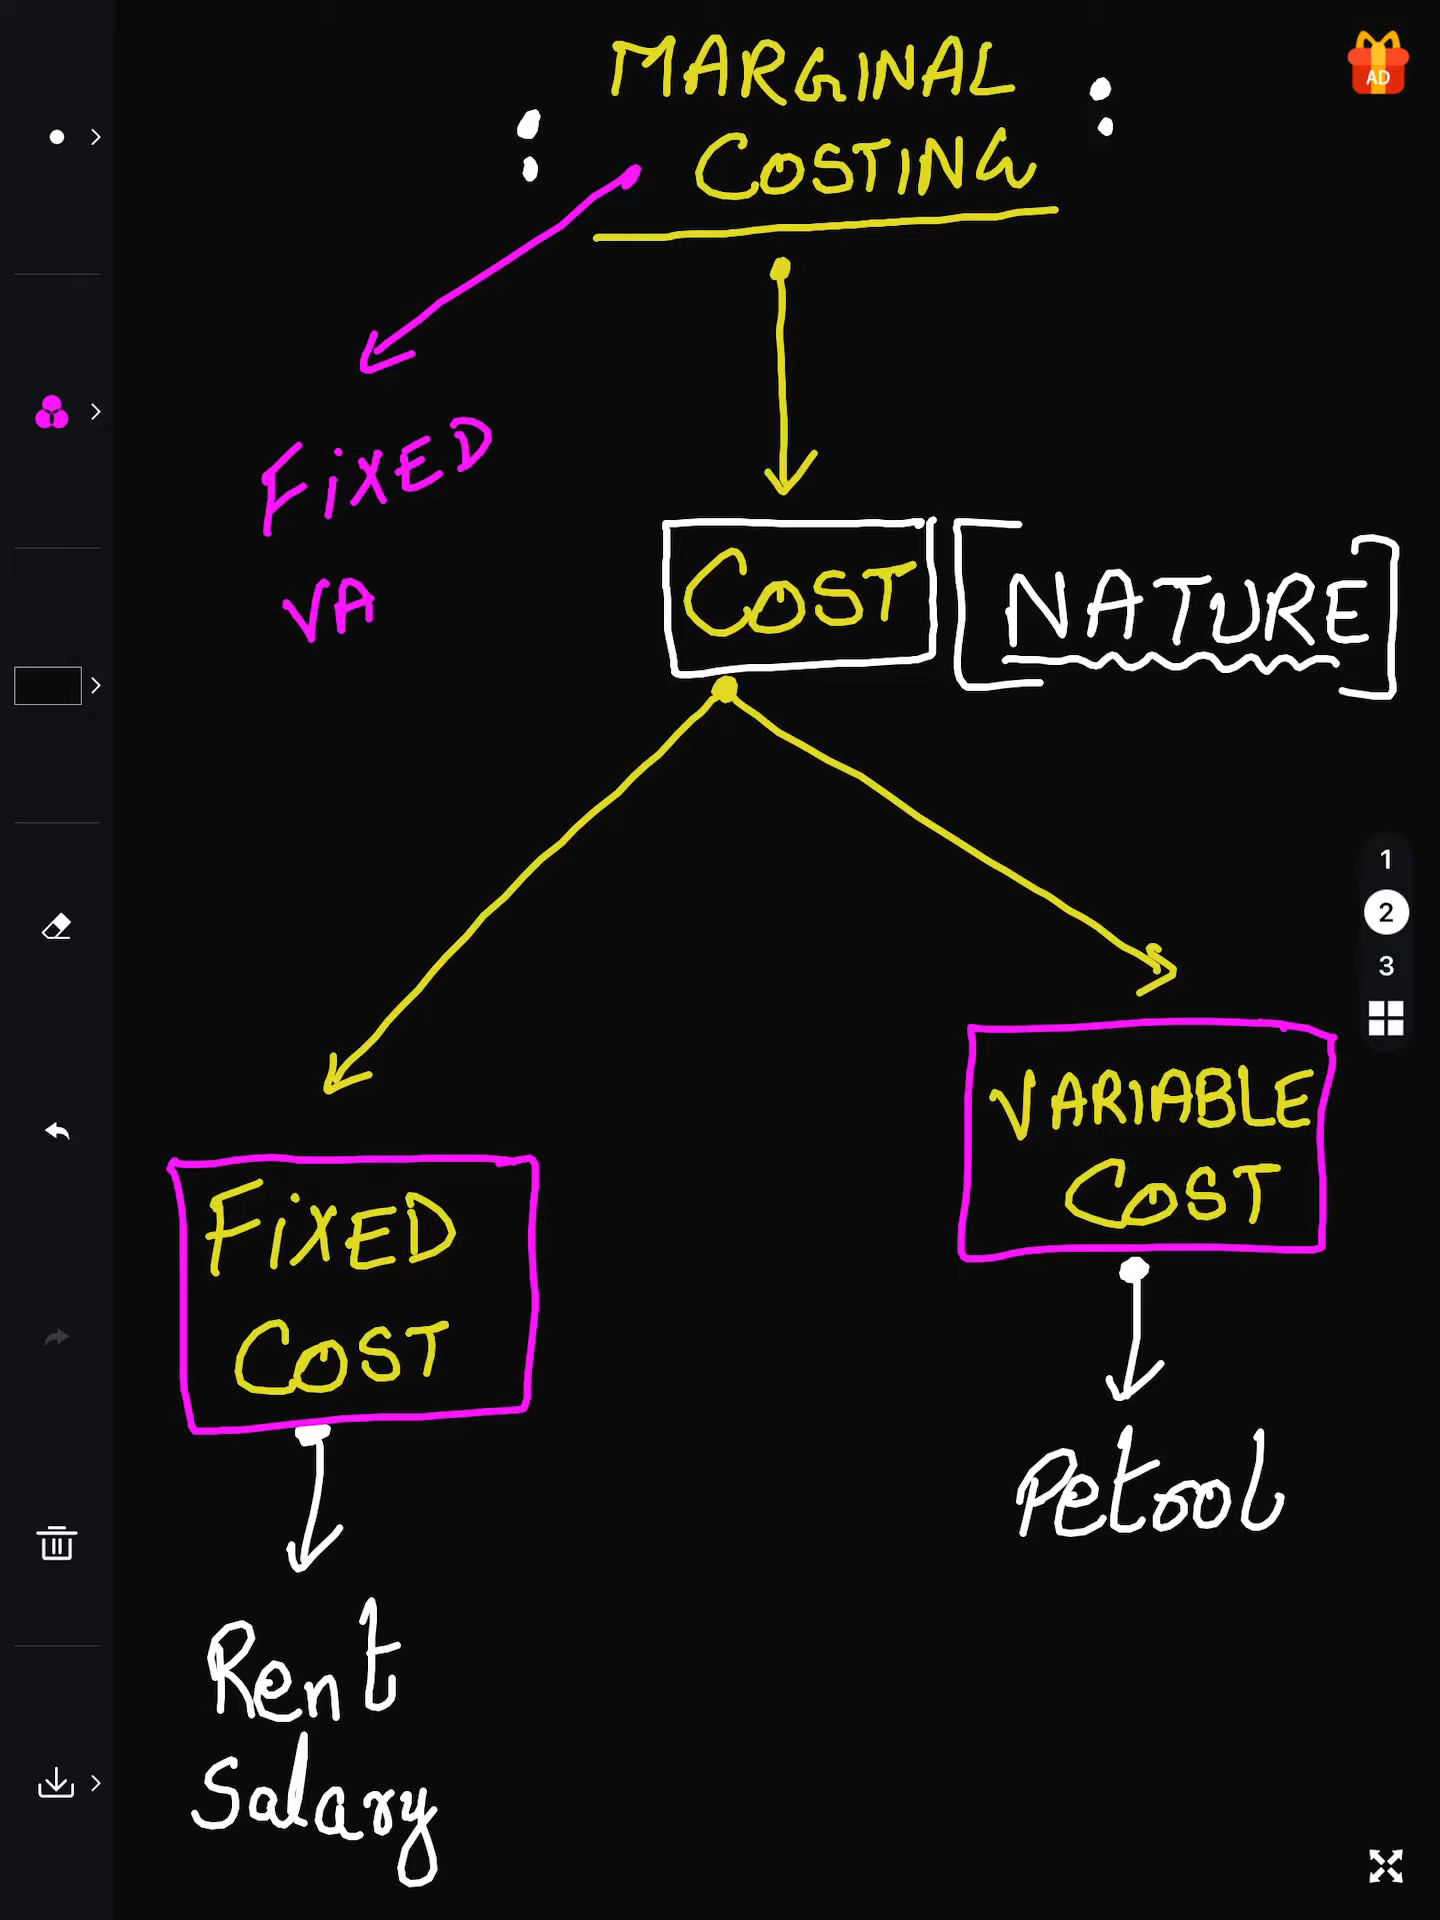 : MARGINAL :
COSTING
AD
FiXED
VA
COST [NATURE]
1
2
3
VARIABLE
COST
FiXED
COST
Petrol
Rent
Salary